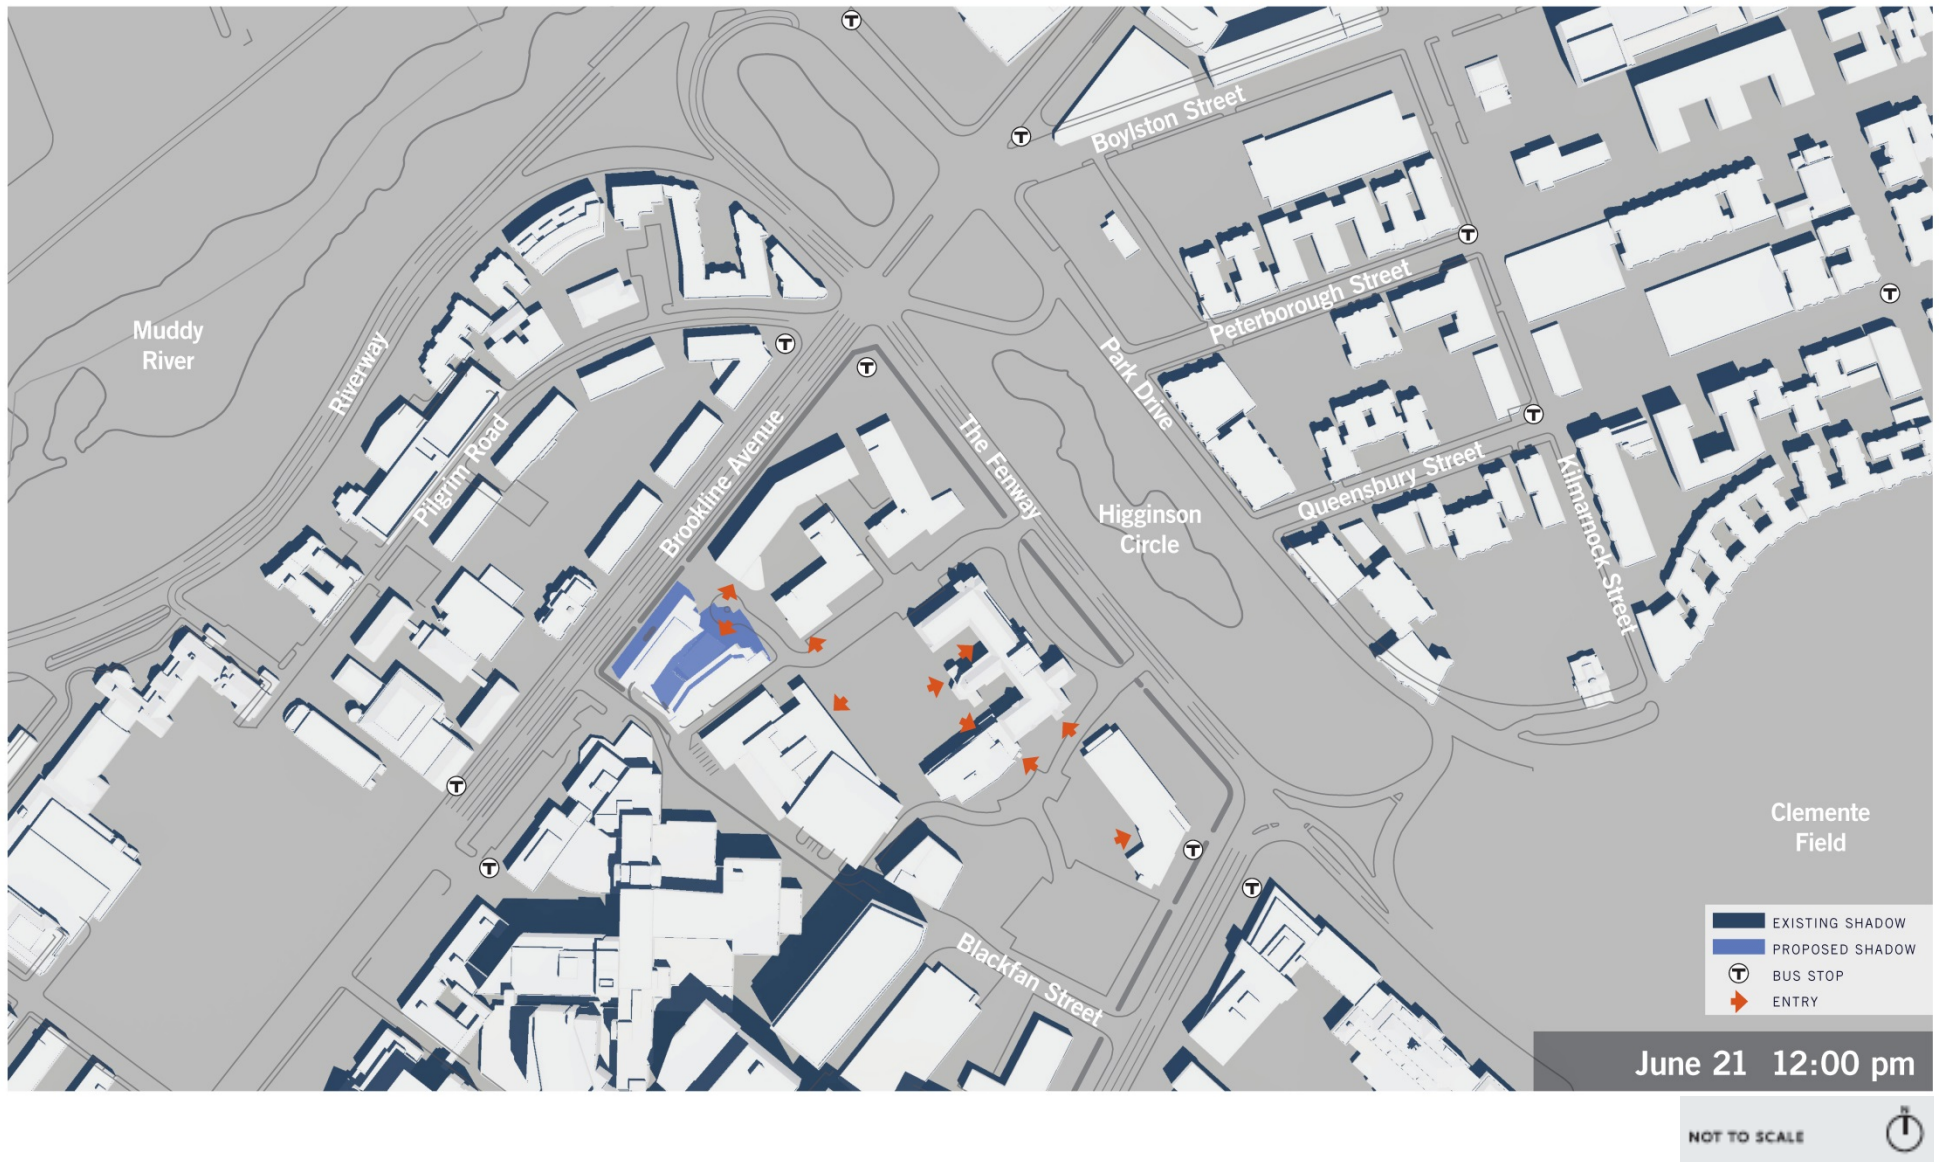 T
T
Boylston Street
T
T
Peterborough Street
Muddy
River
T
Riverway
Park Drive
T
T
Pilgrim Road
Brookline Avenue
The Fenway
Queensbury Street
Kilmarnock Street
Higginson
Circle
T
Clemente
Field
T
T
T
Blackfan Street
EXISTING SHADOW
PROPOSED SHADOW
T BUS STOP
ENTRY
June 21 12:00 pm
NOT TO SCALE
N